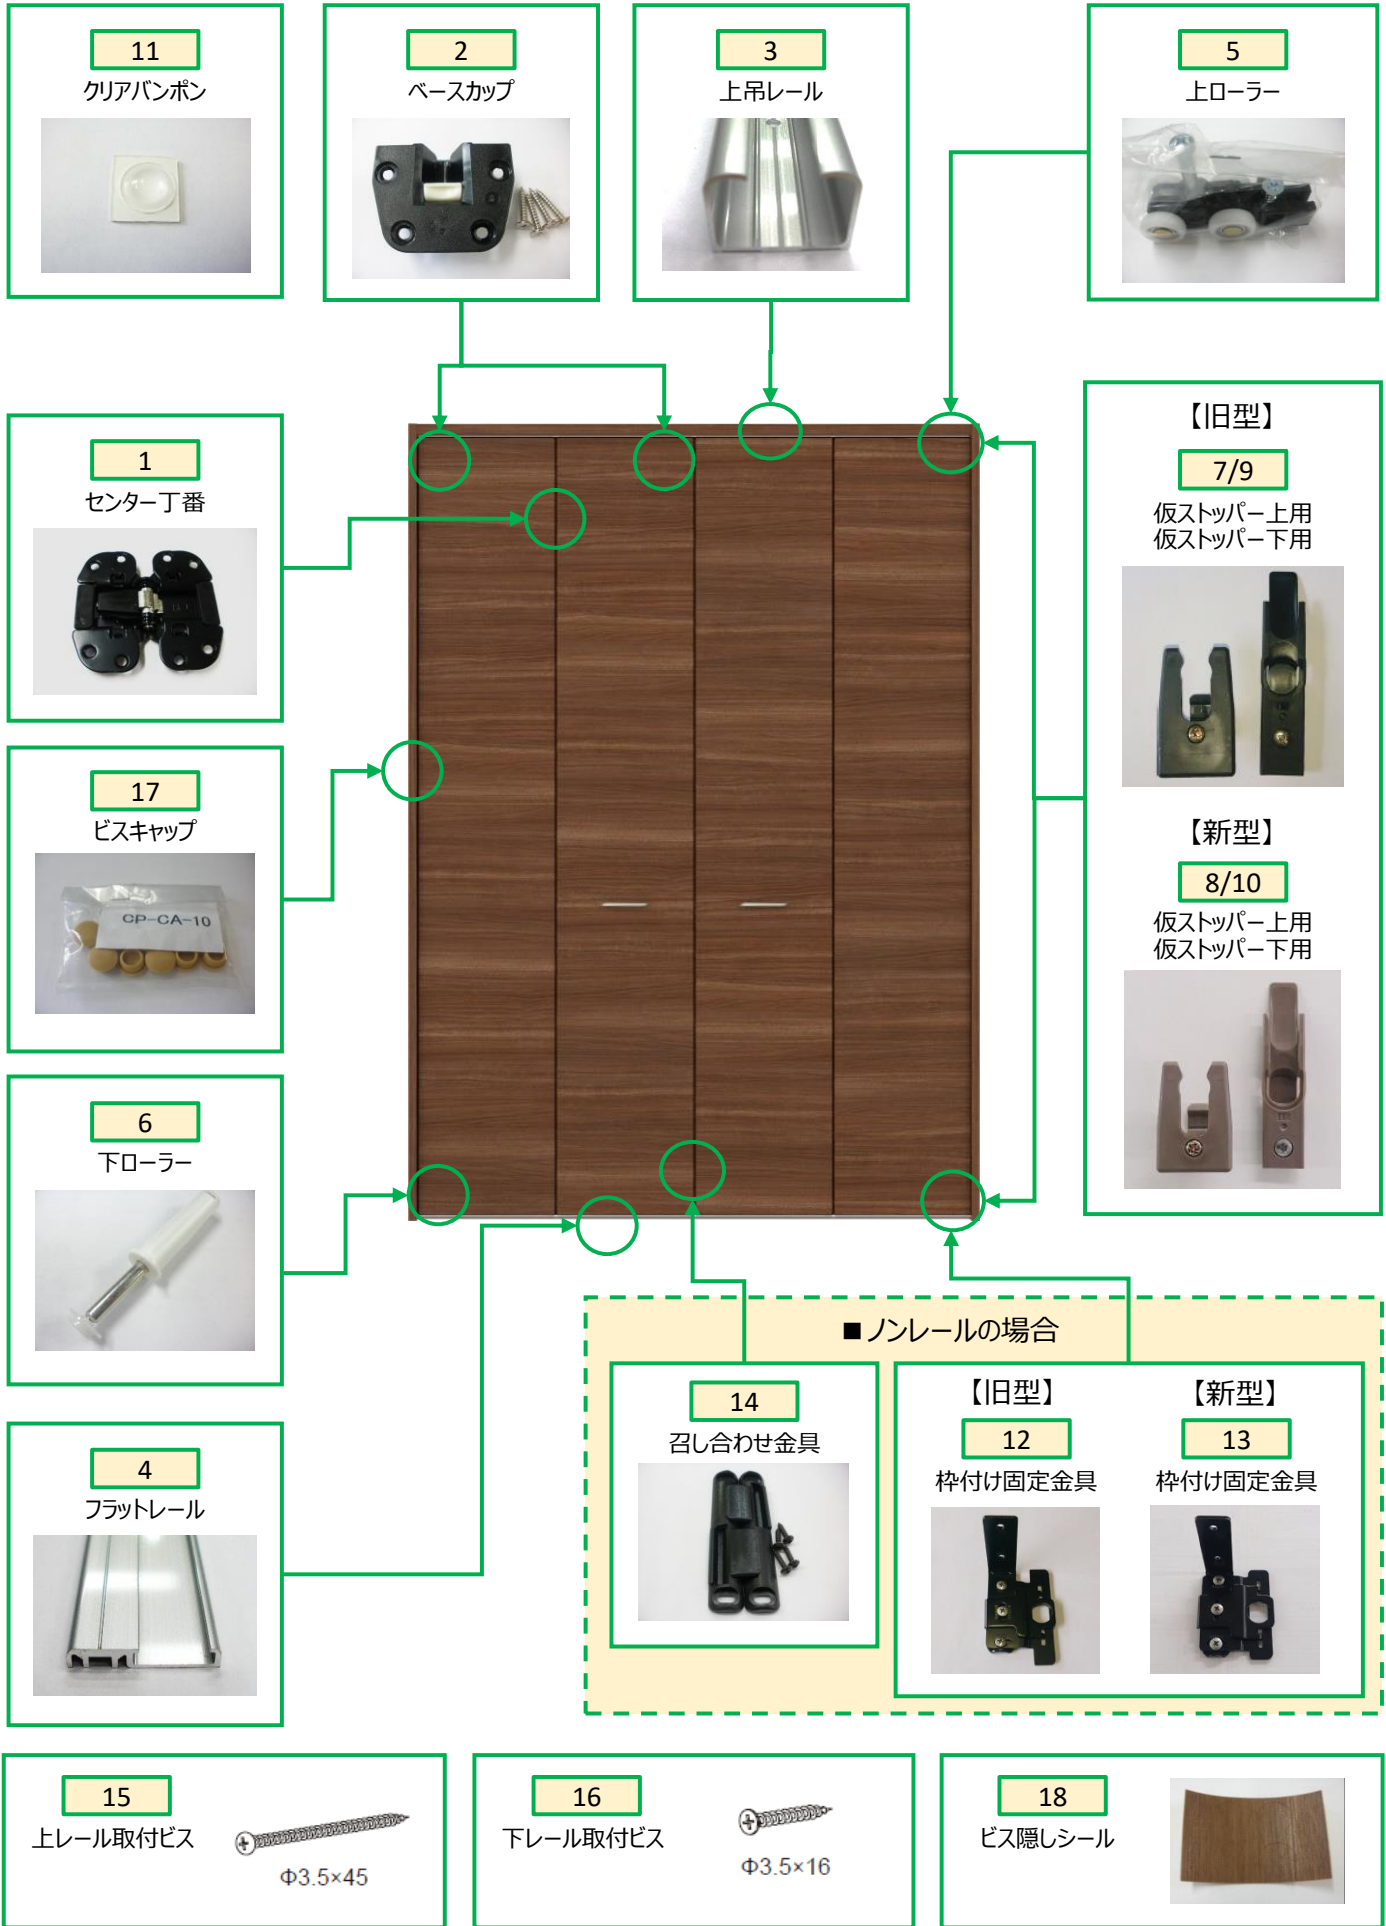 11
クリアバンポン
2
ベースカップ
3
上吊レール
5
上ローラー
1
センター丁番
【旧型】
7/9
仮ストッパー上用
仮ストッパー下用
17
ビスキャップ
CP-CA-10
【新型】
8/10
仮ストッパー上用
仮ストッパー下用
6
下ローラー
■ノンレールの場合
14
召し合わせ金具
【旧型】
12
枠付け固定金具
【新型】
13
枠付け固定金具
4
フラットレール
15
上レール取付ビス
Φ3.5×45
16
下レール取付ビス
Φ3.5×16
18
ビス隠しシール